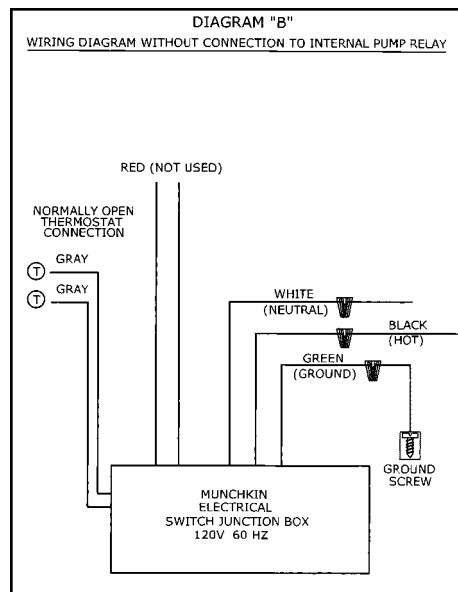 DIAGRAM "B"
WIRING DIAGRAM WITHOUT CONNECTION TO INTERNAL PUMP RELAY
RED (NOT USED)
NORMALLY OPEN
THERMOSTAT
CONNECTION
T
GRAY
T
GRAY
WHITE
(NEUTRAL)
BLACK
(HOT)
GREEN
(GROUND)
GROUND
SCREW
MUNCHKIN
ELECTRICAL
SWITCH JUNCTION BOX
120V 60 HZ